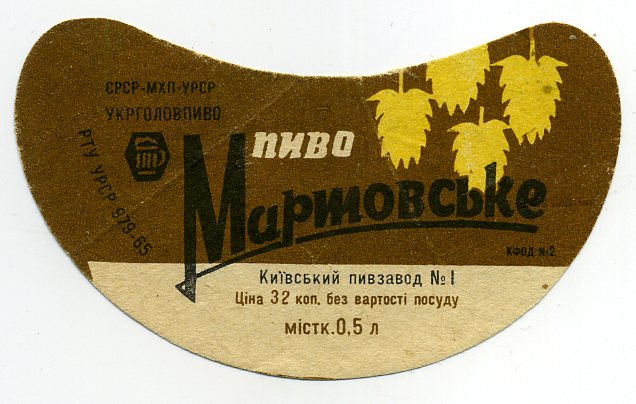 СРСР-МХП-УРСР
УКРГОЛОВПИВО
РТУ УРСР 979-65
пиво
Мартовське
КФОД №2
Київський пивзавод №1
Ціна 32 коп. без вартості посуду
містк. 0,5 л